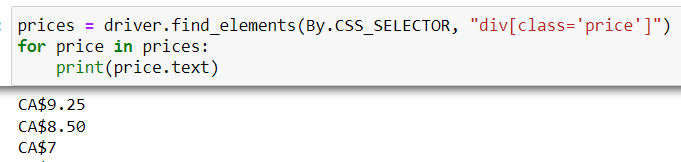 prices = driver.find_elements(By.CSS_SELECTOR, "div[class='price']")
for price in prices:
    print(price.text)
CA$9.25
CA$8.50
CA$7